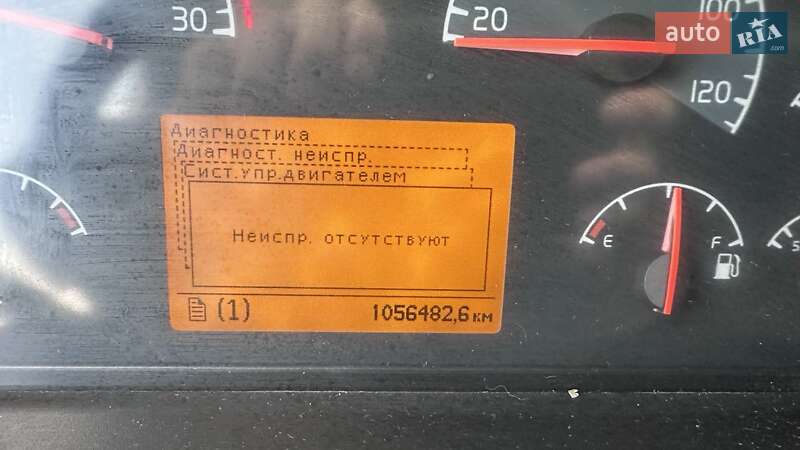 30
20
100
120
auto RIA .com
Диагностика
Диагност. неиспр.
Сист.упр.двигателем
Неиспр. отсутствуют
(1) 1056482,6 км
E F
5